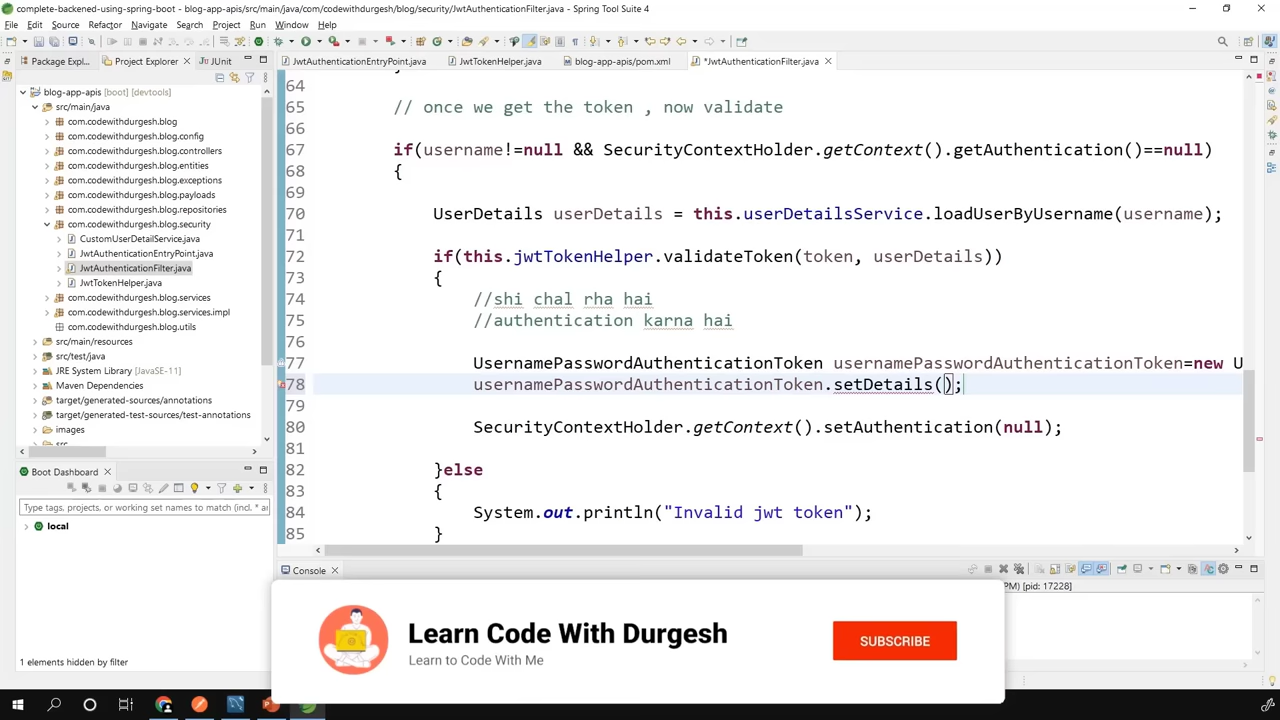 complete-backened-using-spring-boot - blog-app-apis/src/main/java/com/codewithdurgesh/blog/security/JwtAuthenticationFilter.java - Spring Tool Suite 4
File Edit Source Refactor Navigate Search Project Run Window Help
Package Expl... Project Explorer JUnit
JwtAuthenticationEntryPoint.java JwtTokenHelper.java blog-app-apis/pom.xml *JwtAuthenticationFilter.java
blog-app-apis [boot] [devtools]
src/main/java
com.codewithdurgesh.blog
com.codewithdurgesh.blog.config
com.codewithdurgesh.blog.controllers
com.codewithdurgesh.blog.entities
com.codewithdurgesh.blog.exceptions
com.codewithdurgesh.blog.payloads
com.codewithdurgesh.blog.repositories
com.codewithdurgesh.blog.security
CustomUserDetailService.java
JwtAuthenticationEntryPoint.java
JwtAuthenticationFilter.java
JwtTokenHelper.java
com.codewithdurgesh.blog.services
com.codewithdurgesh.blog.services.impl
com.codewithdurgesh.blog.utils
src/main/resources
src/test/java
JRE System Library [JavaSE-11]
Maven Dependencies
target/generated-sources/annotations
target/generated-test-sources/test-annotations
images
src
Boot Dashboard
Type tags, projects, or working set names to match (incl. * a
local
1 elements hidden by filter
64
65 // once we get the token , now validate
66
67 if(username!=null && SecurityContextHolder.getContext().getAuthentication()==null)
68 {
69
70 UserDetails userDetails = this.userDetailsService.loadUserByUsername(username);
71
72 if(this.jwtTokenHelper.validateToken(token, userDetails))
73 {
74 //shi chal rha hai
75 //authentication karna hai
76
77 UsernamePasswordAuthenticationToken usernamePasswordAuthenticationToken=new U
78 usernamePasswordAuthenticationToken.setDetails();
79
80 SecurityContextHolder.getContext().setAuthentication(null);
81
82 }else
83 {
84 System.out.println("Invalid jwt token");
85 }
Console
PM) [pid: 17228]
Learn Code With Durgesh
Learn to Code With Me
SUBSCRIBE